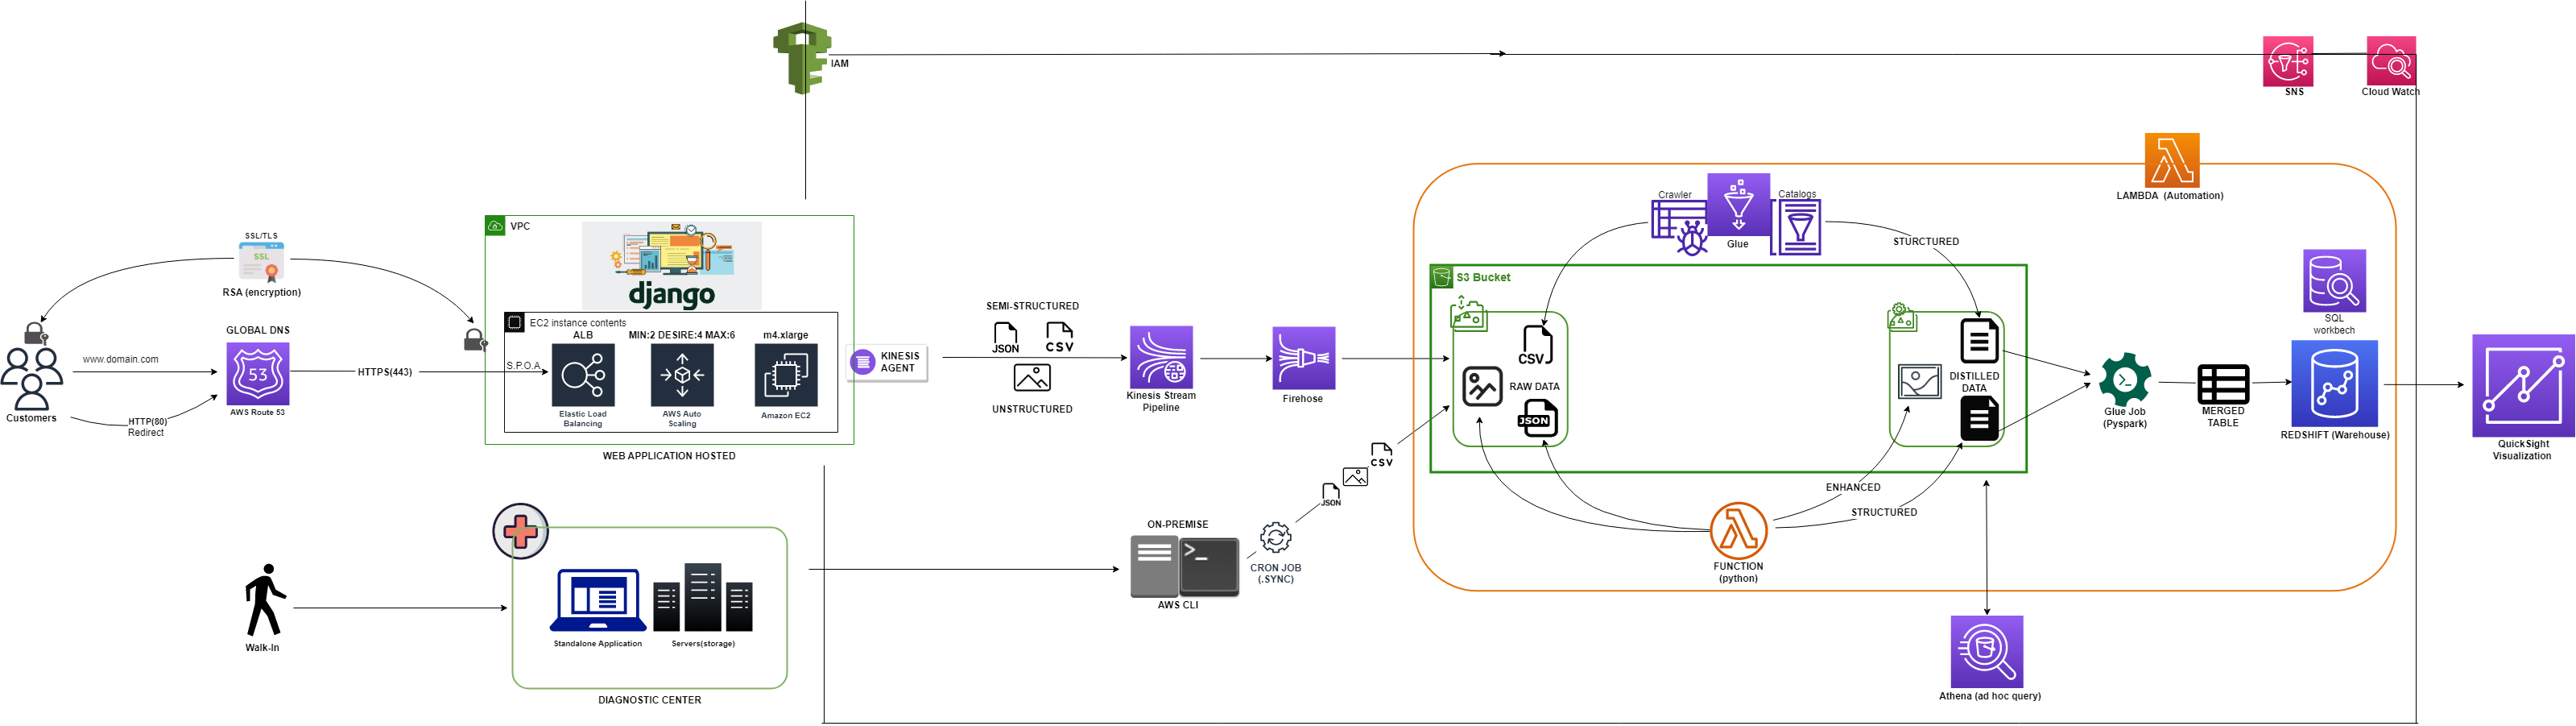 IAM
SNS
Cloud Watch
LAMBDA (Automation)
SSL/TLS
SSL
RSA (encryption)
GLOBAL DNS
www.domain.com
53
HTTPS(443)
Customers
HTTP(80)
Redirect
AWS Route 53
VPC
django
EC2 instance contents
ALB
MIN:2 DESIRE:4 MAX:6
m4.xlarge
S.P.O.A
Elastic Load
Balancing
AWS Auto
Scaling
Amazon EC2
WEB APPLICATION HOSTED
KINESIS
AGENT
SEMI-STRUCTURED
JSON
CSV
UNSTRUCTURED
Kinesis Stream
Pipeline
Firehose
Crawler
Catalogs
Glue
STURCTURED
S3 Bucket
CSV
RAW DATA
JSON
DISTILLED
DATA
ENHANCED
STRUCTURED
FUNCTION
(python)
Glue Job
(Pyspark)
MERGED
TABLE
SQL
workbech
REDSHIFT (Warehouse)
QuickSight
Visualization
CSV
JSON
ON-PREMISE
AWS CLI
CRON JOB
(.SYNC)
Walk-In
Standalone Application
Servers(storage)
DIAGNOSTIC CENTER
Athena (ad hoc query)